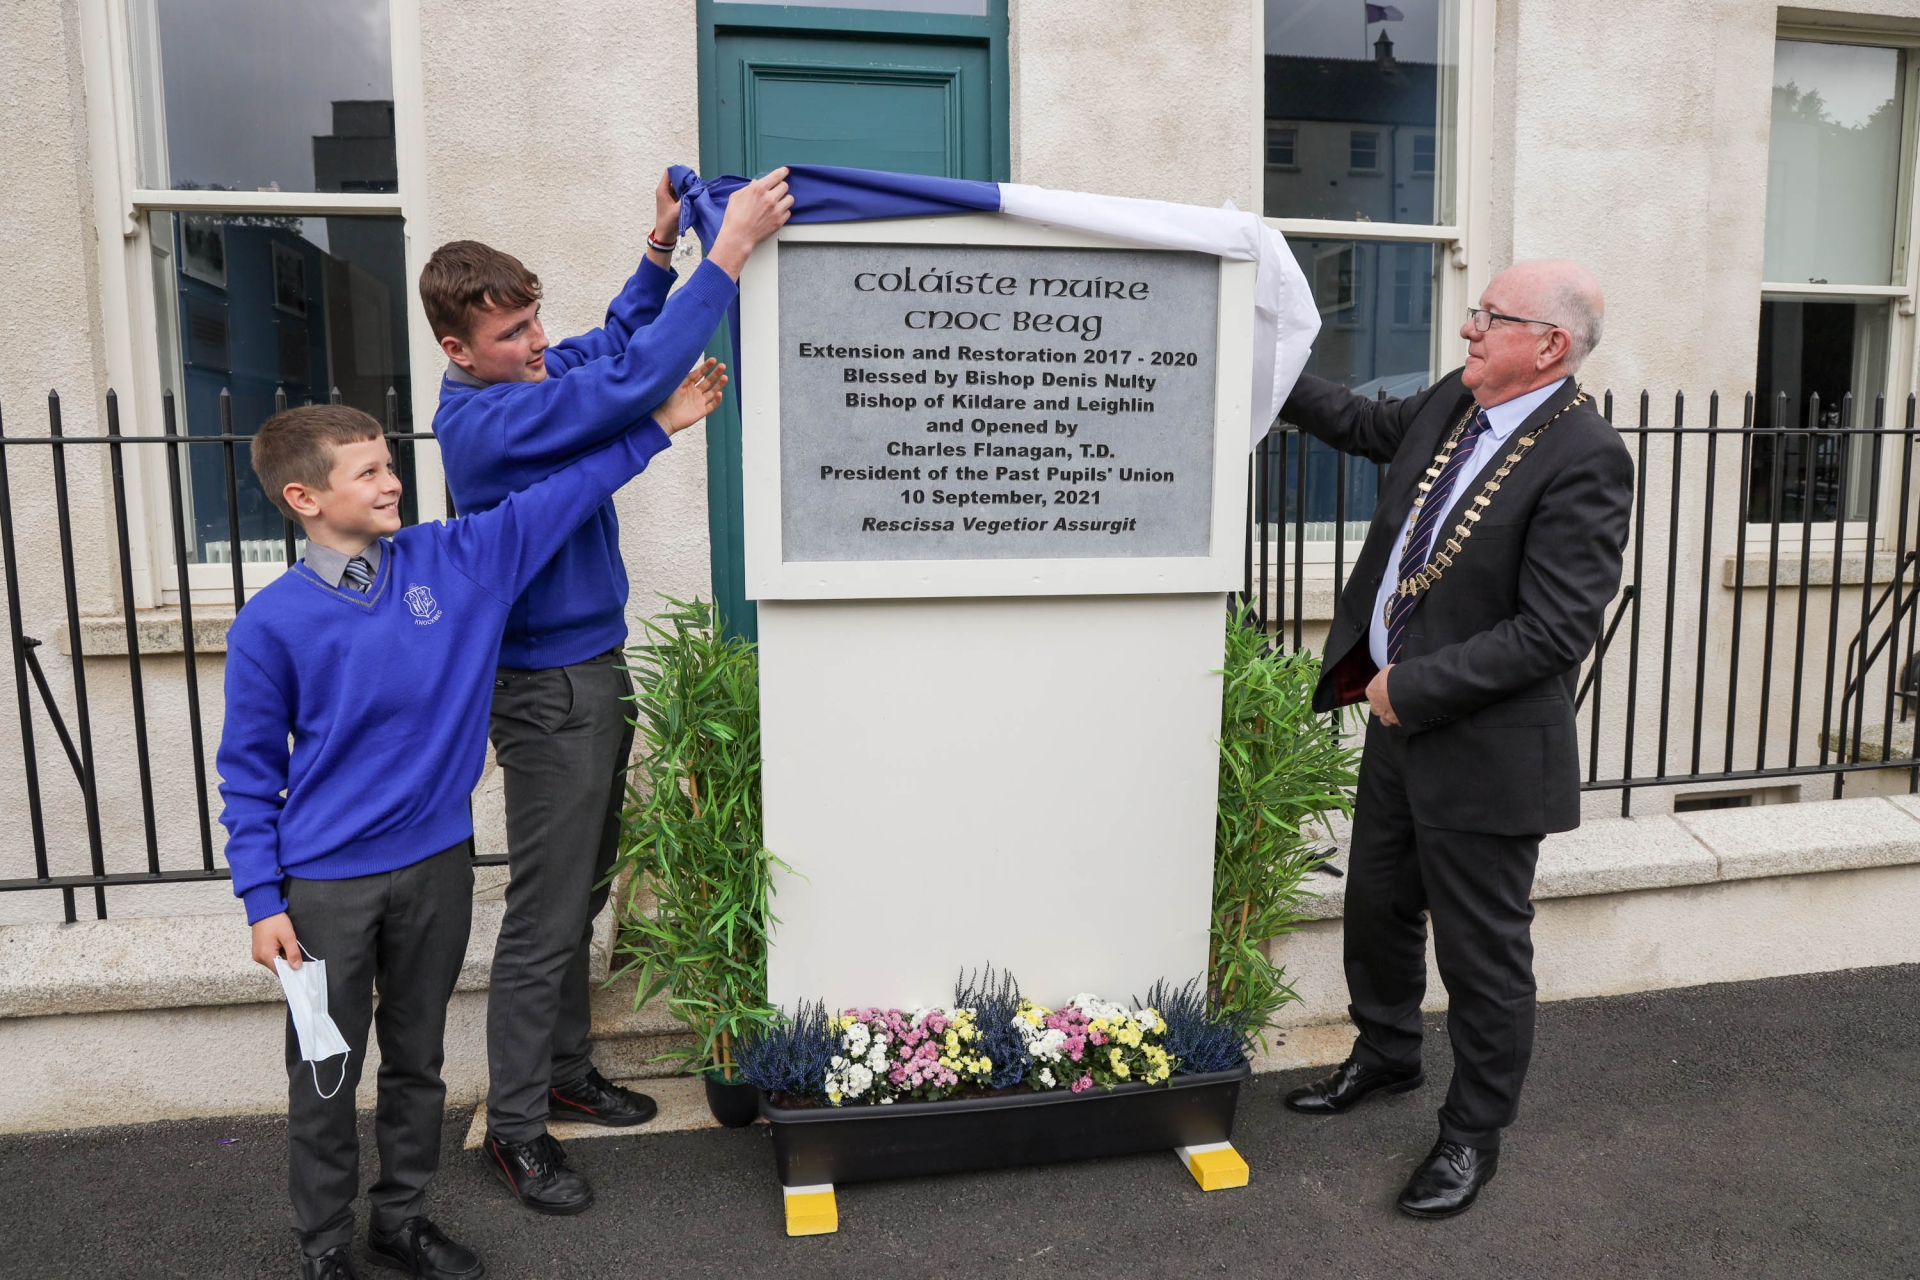 Coláiste Muire
Cnoc Beag
Extension and Restoration 2017 - 2020
Blessed by Bishop Denis Nulty
Bishop of Kildare and Leighlin
and Opened by
Charles Flanagan, T.D.
President of the Past Pupils' Union
10 September, 2021
Rescissa Vegetior Assurgit
KNOCKBEG